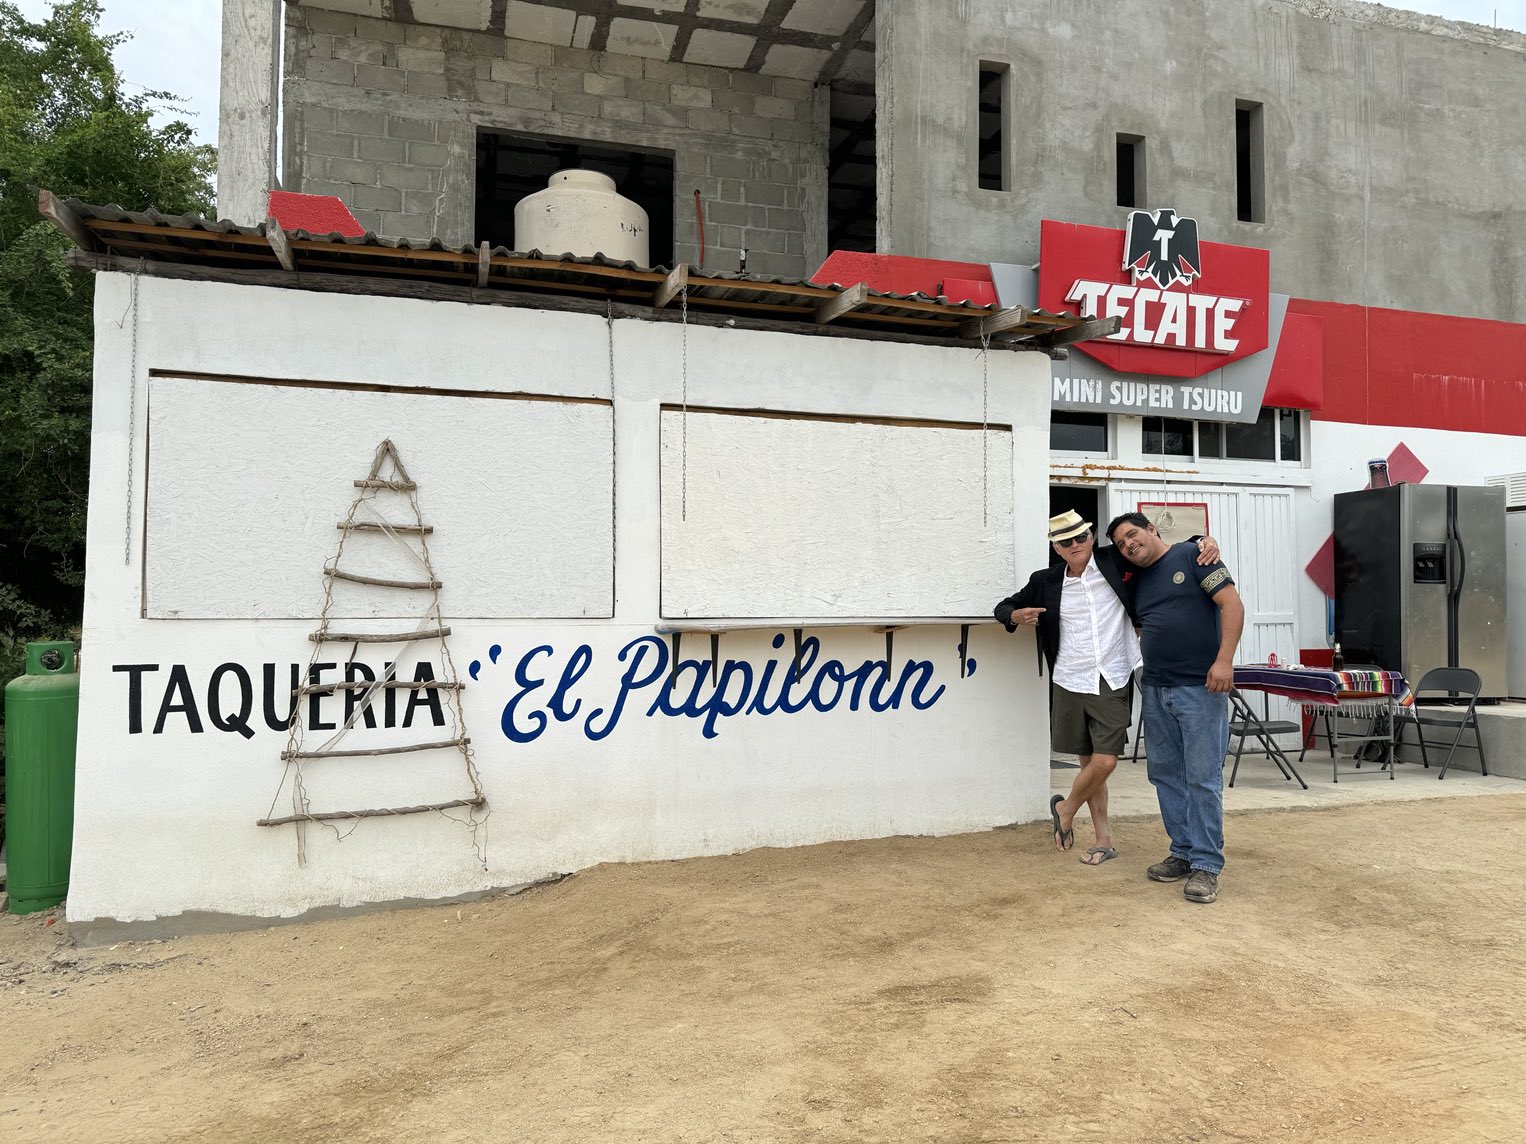 T
TECATE
MINI SUPER TSURU
TAQUERIA "El Papilonn"